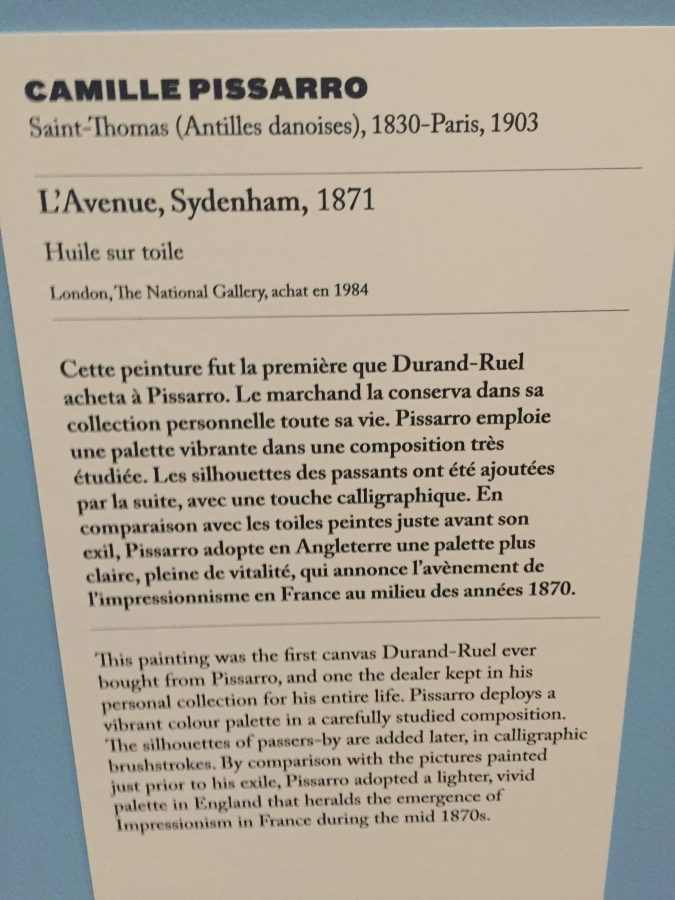 CAMILLE PISSARRO
Saint-Thomas (Antilles danoises), 1830-Paris, 1903
L'Avenue, Sydenham, 1871
Huile sur toile
London, The National Gallery, achat en 1984
Cette peinture fut la première que Durand-Ruel
acheta à Pissarro. Le marchand la conserva dans sa
collection personnelle toute sa vie. Pissarro emploie
une palette vibrante dans une composition très
étudiée. Les silhouettes des passants ont été ajoutées
par la suite, avec une touche calligraphique. En
comparaison avec les toiles peintes juste avant son
exil, Pissarro adopte en Angleterre une palette plus
claire, pleine de vitalité, qui annonce l'avènement de
l'impressionnisme en France au milieu des années 1870.
This painting was the first canvas Durand-Ruel ever
bought from Pissarro, and one the dealer kept in his
personal collection for his entire life. Pissarro deploys a
vibrant colour palette in a carefully studied composition.
The silhouettes of passers-by are added later, in calligraphic
brushstrokes. By comparison with the pictures painted
just prior to his exile, Pissarro adopted a lighter, vivid
palette in England that heralds the emergence of
Impressionism in France during the mid 1870s.